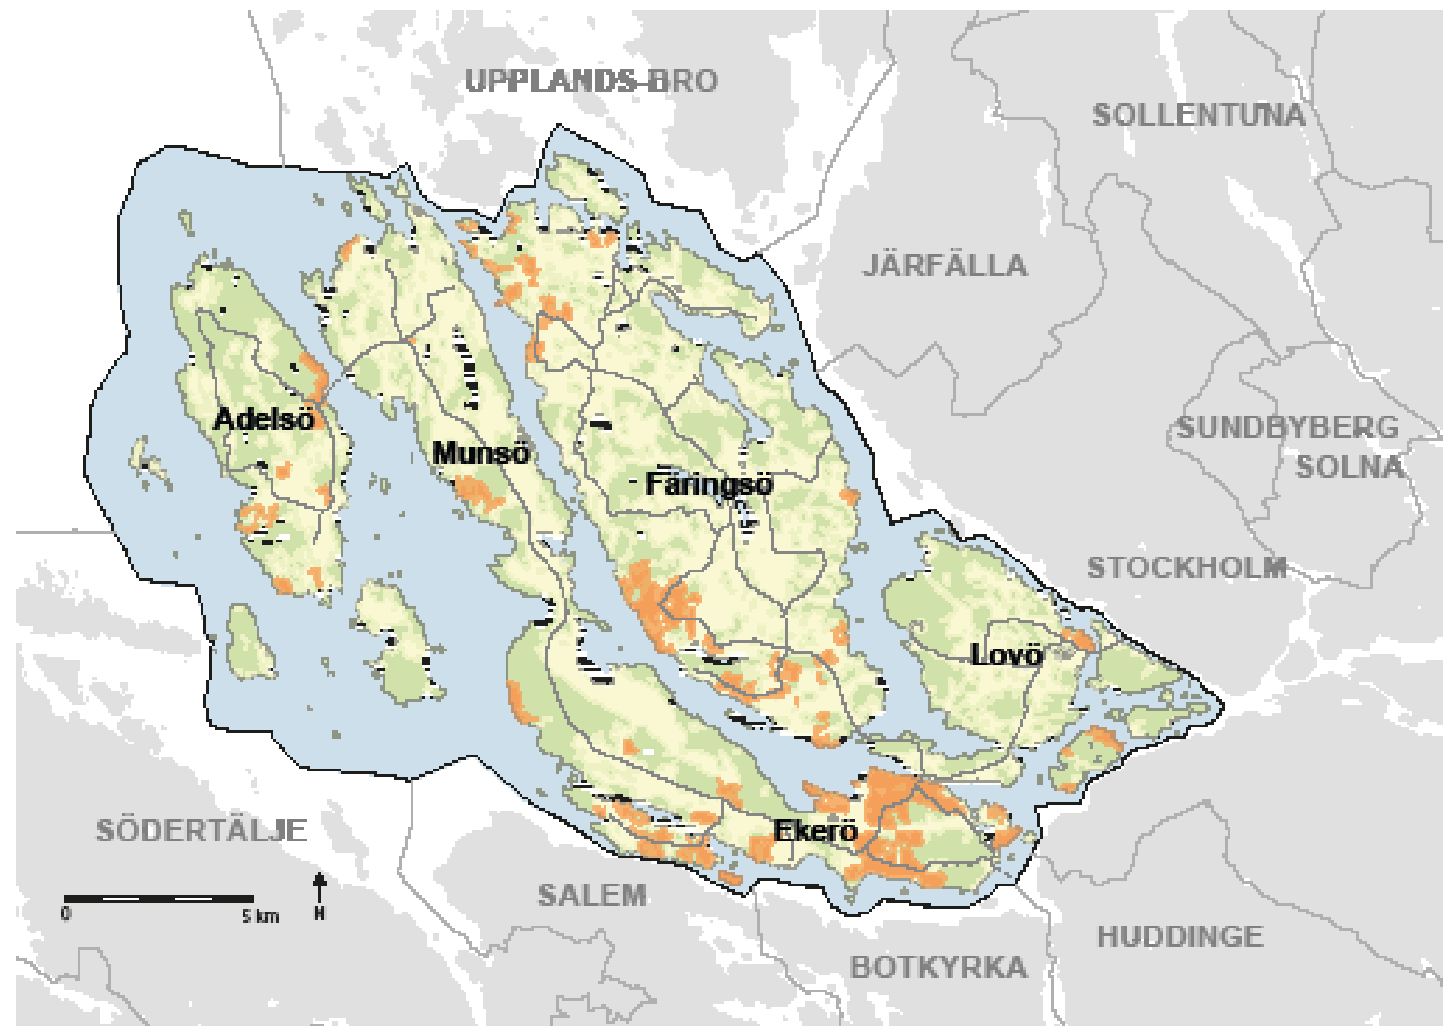 UPPLANDS-BRO
SOLLENTUNA
JÄRFÄLLA
Adelsö
SUNDBYBERG
Munsö
SOLNA
Färingsö
STOCKHOLM
Lovö
SÖDERTÄLJE
Ekerö
SALEM
0 5 km
N
HUDDINGE
BOTKYRKA